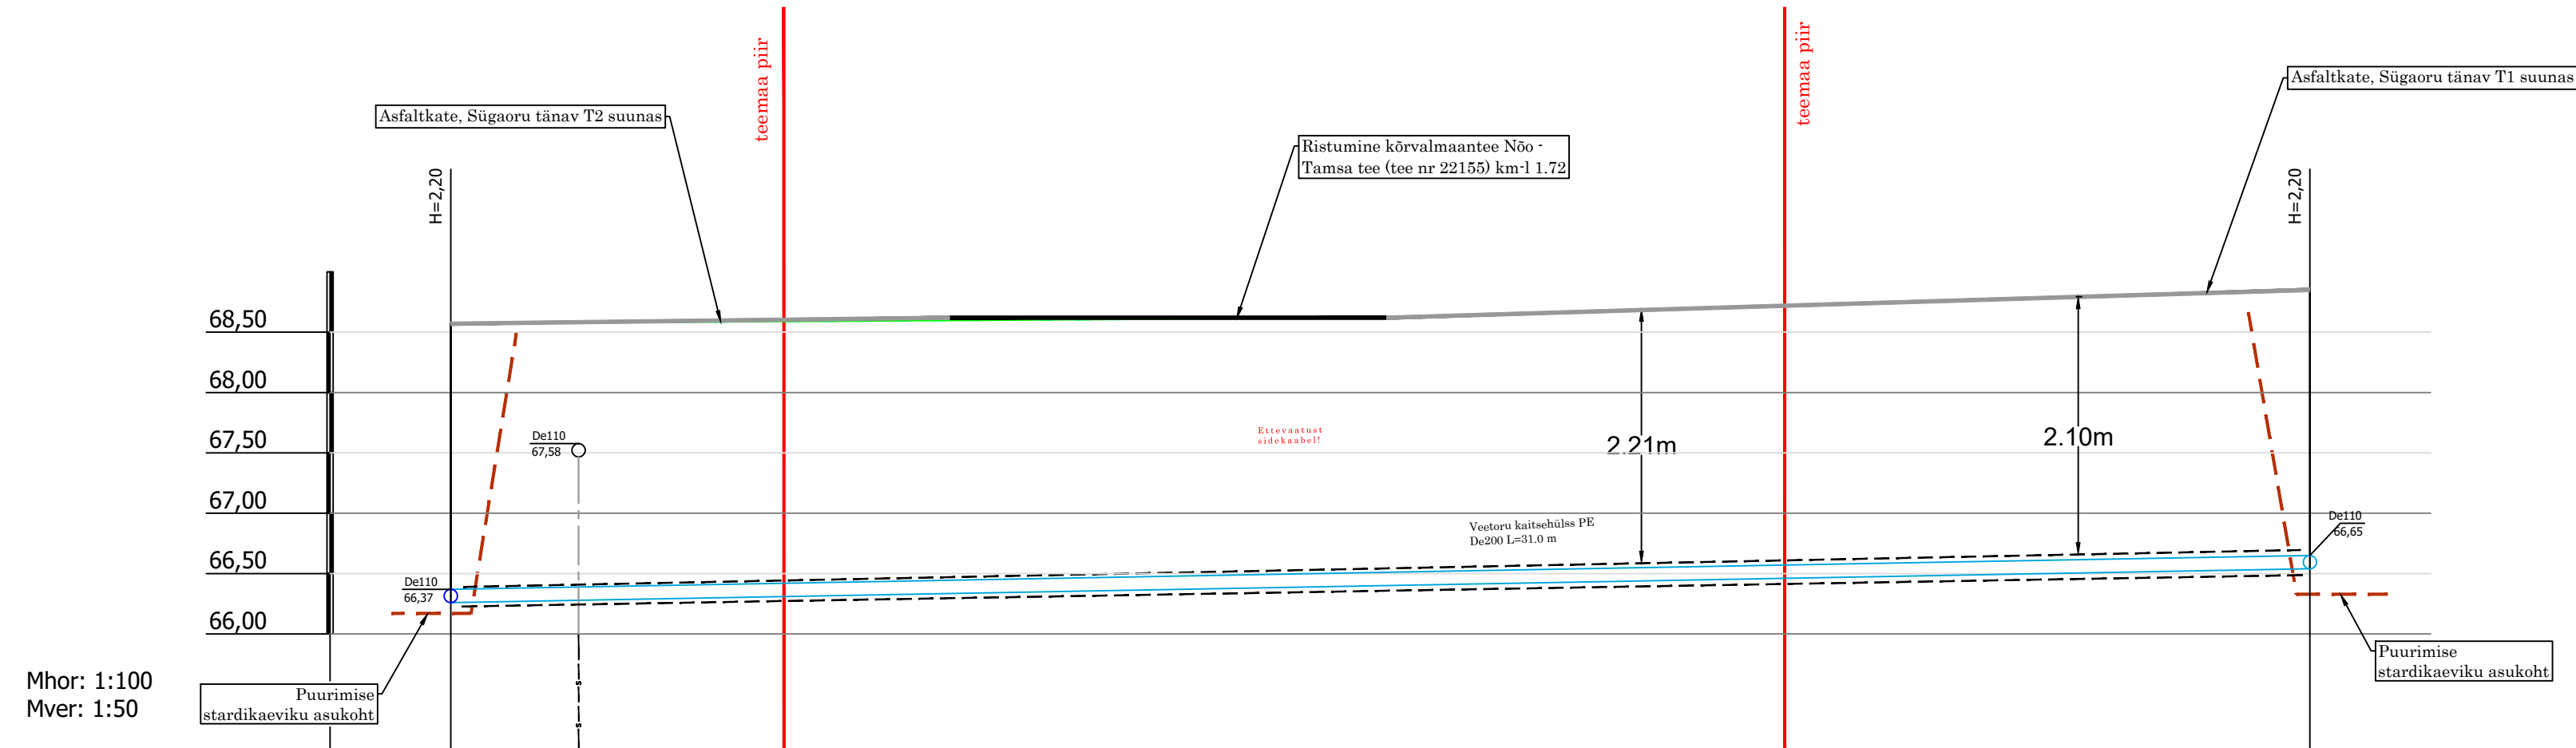 teemaa piir
teemaa piir
Asfaltkate, Sügaoru tänav T1 suunas
Asfaltkate, Sügaoru tänav T2 suunas
Ristumine kõrvalmaantee Nõo -
Tamsa tee (tee nr 22155) km-l 1.72
H=2,20
H=2,20
68,50
68,00
67,50
67,00
66,50
66,00
De110
67,58
Ettevaatust
sidekaabel!
2.21m
2.10m
Veetoru kaitsehülss PE
De200 L=31.0 m
De110
66,65
De110
66,37
Mhor: 1:100
Mver: 1:50
Puurimise
stardikaeviku asukoht
Puurimise
stardikaeviku asukoht
s
s